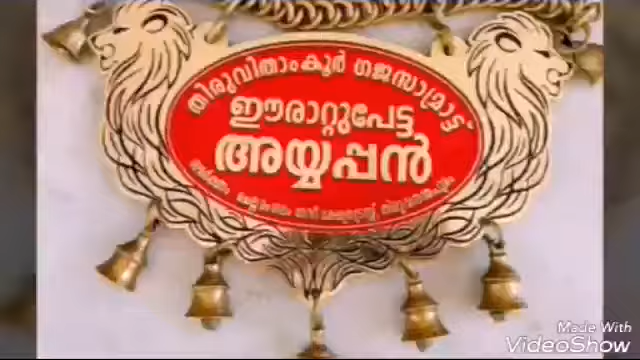 തിരുവിതാംകൂർ ഗജസാമ്രാട്ട്
ഈരാറ്റുപേട്ട
അയ്യപ്പൻ
Made With
VideoShow